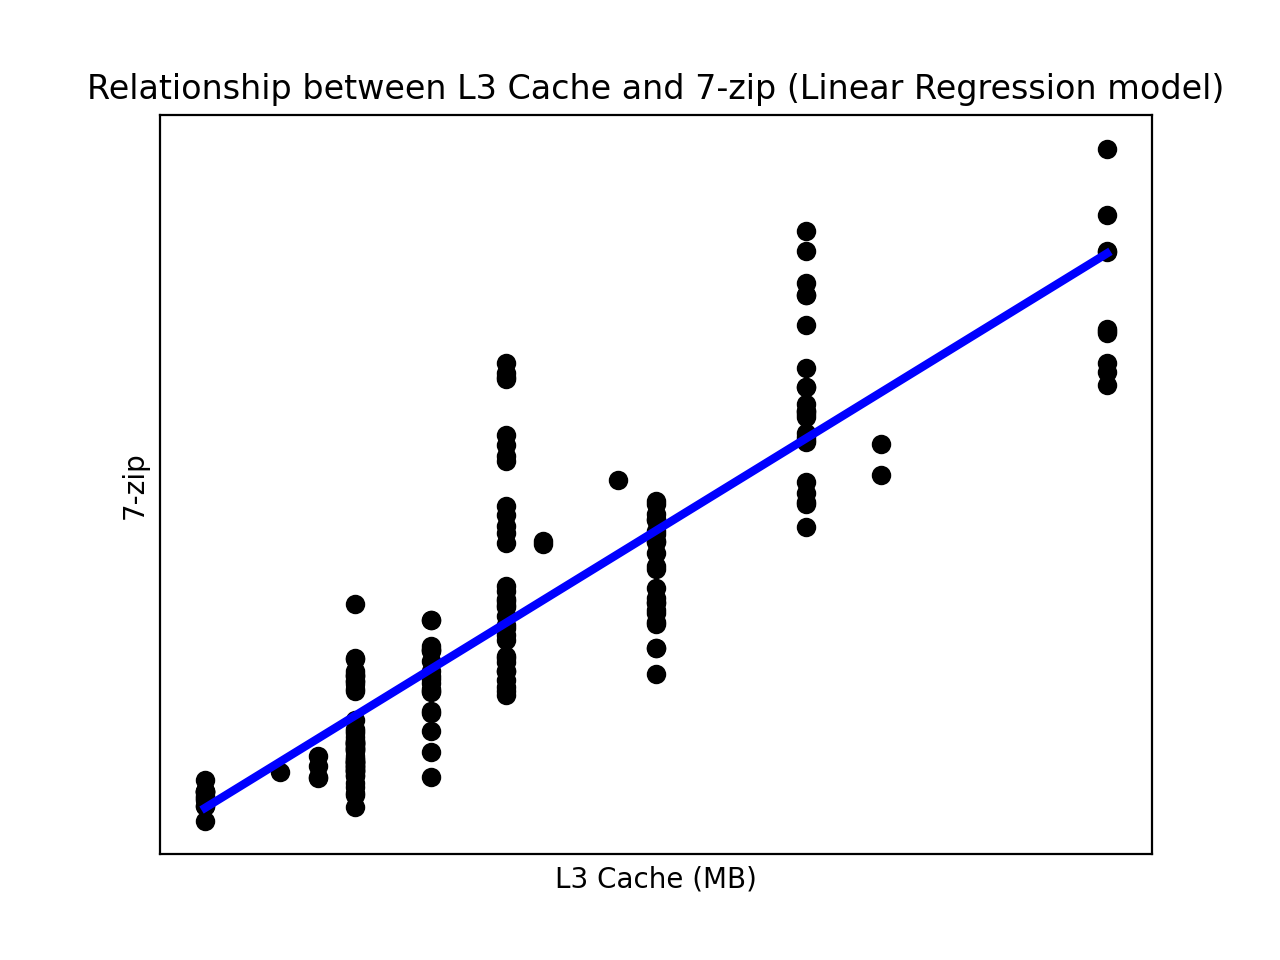 Relationship between L3 Cache and 7-zip (Linear Regression model)
7-zip
L3 Cache (MB)